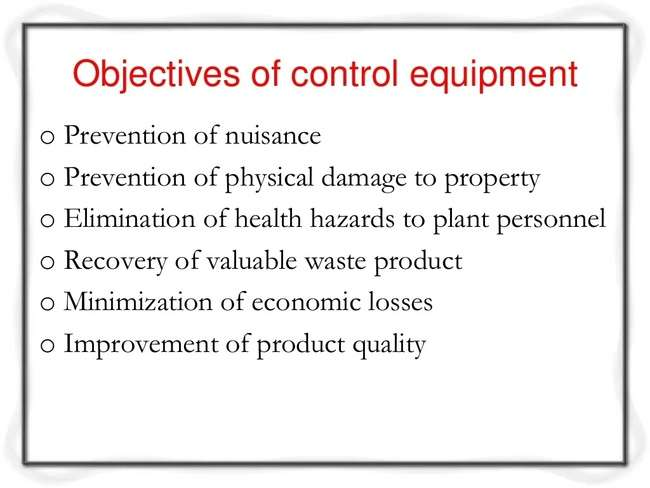 Objectives of control equipment
o Prevention of nuisance
o Prevention of physical damage to property
o Elimination of health hazards to plant personnel
o Recovery of valuable waste product
o Minimization of economic losses
o Improvement of product quality